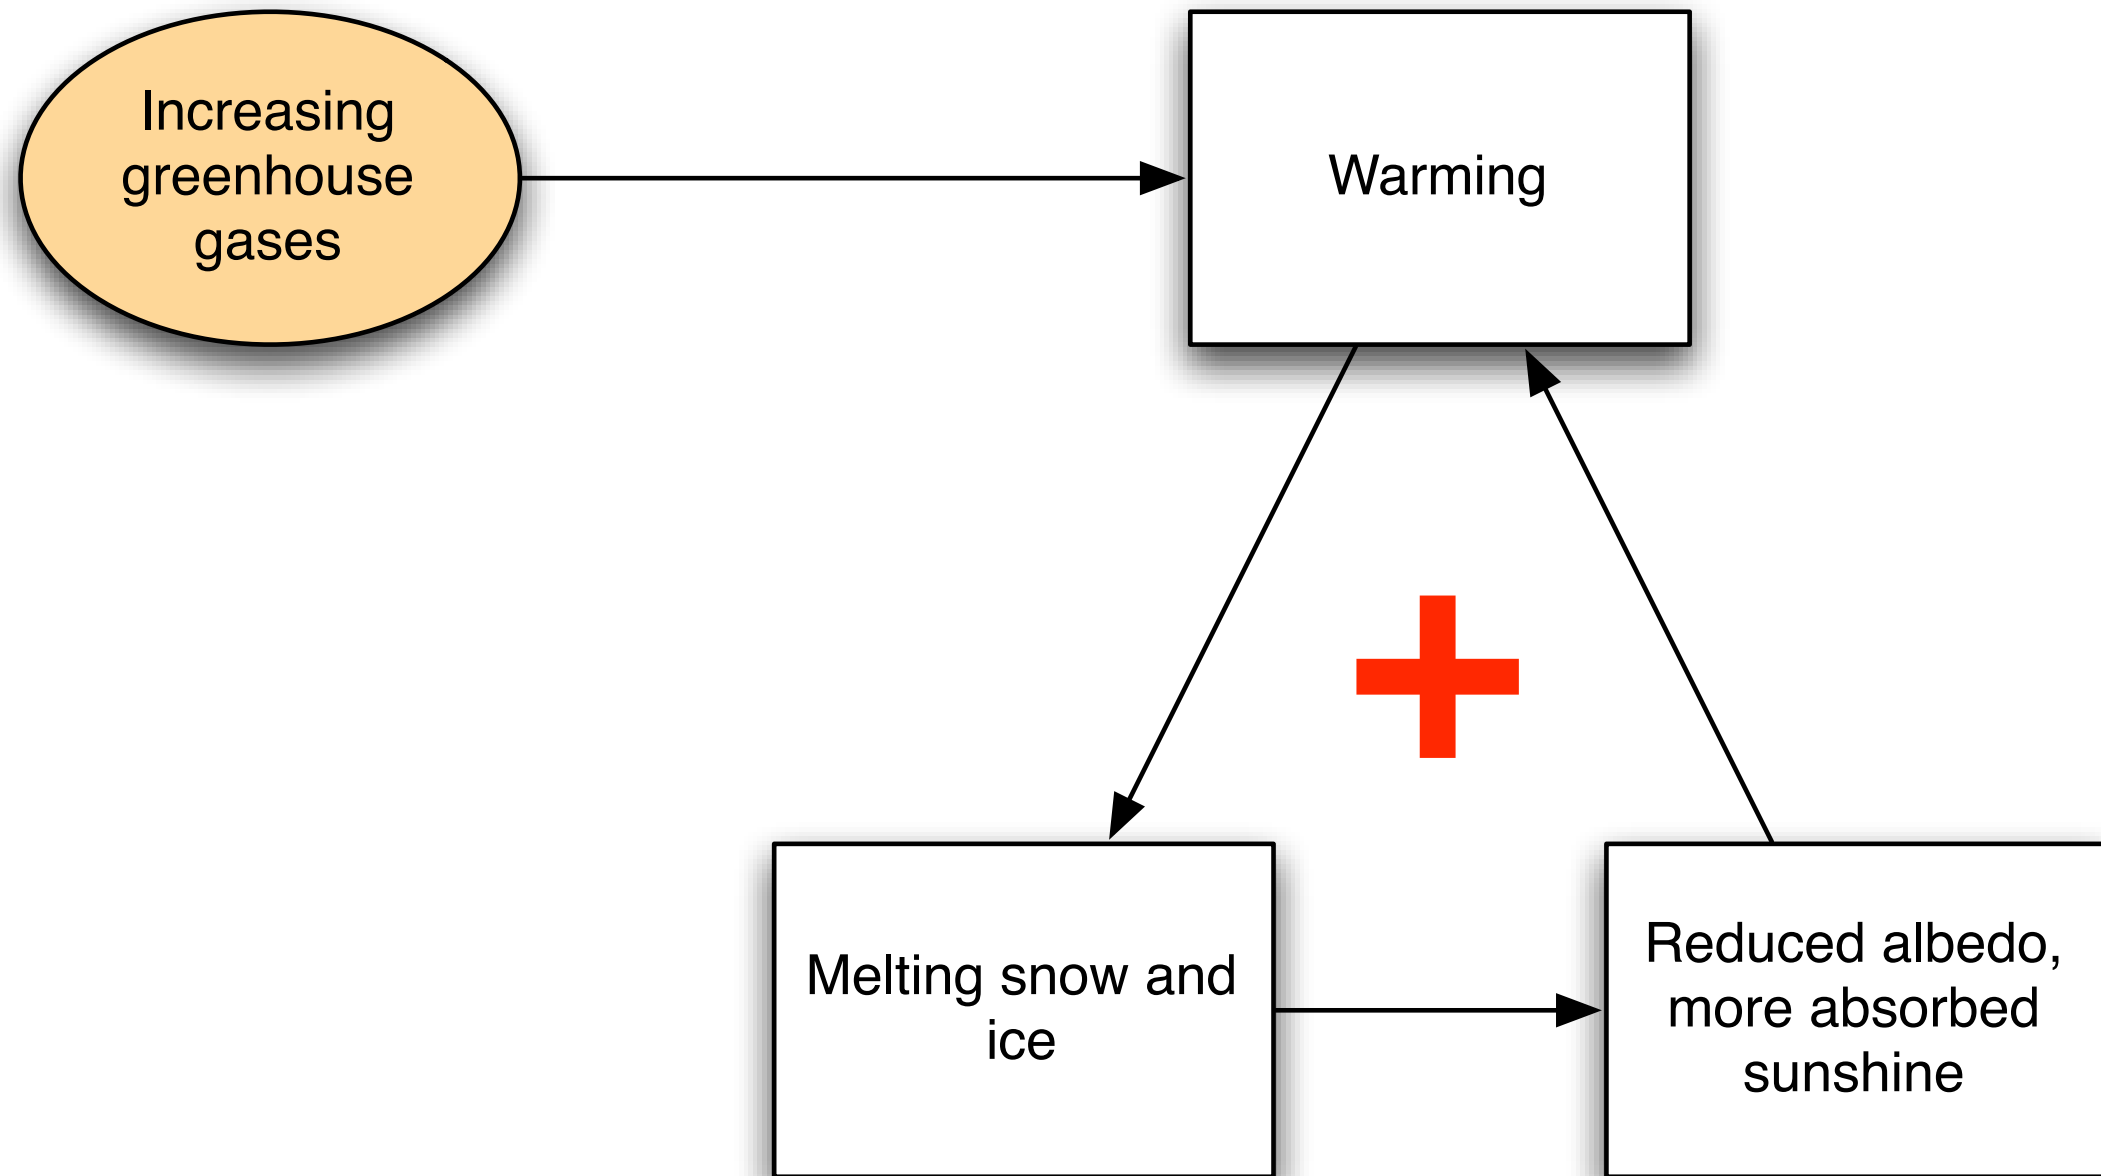 Increasing
greenhouse
gases
Warming
Melting snow and
ice
Reduced albedo,
more absorbed
sunshine